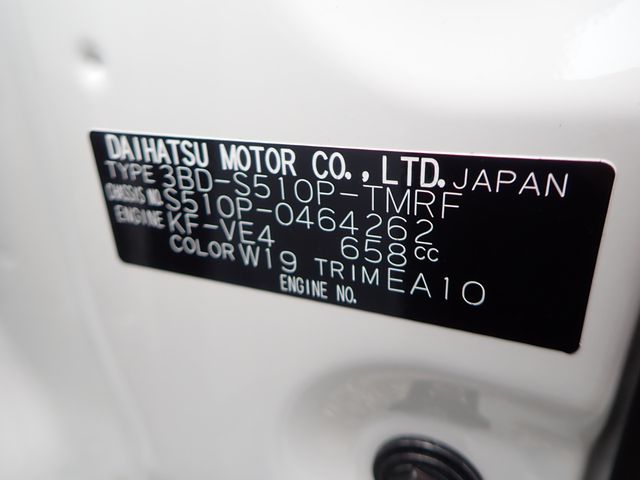 DAIHATSU MOTOR CO.,LTD. JAPAN
TYPE 3BD-S510P-TMRF
CHASSIS NO. S510P-0464262
ENGINE KF-VE4 658cc
COLOR W19 TRIM EA10
ENGINE NO.